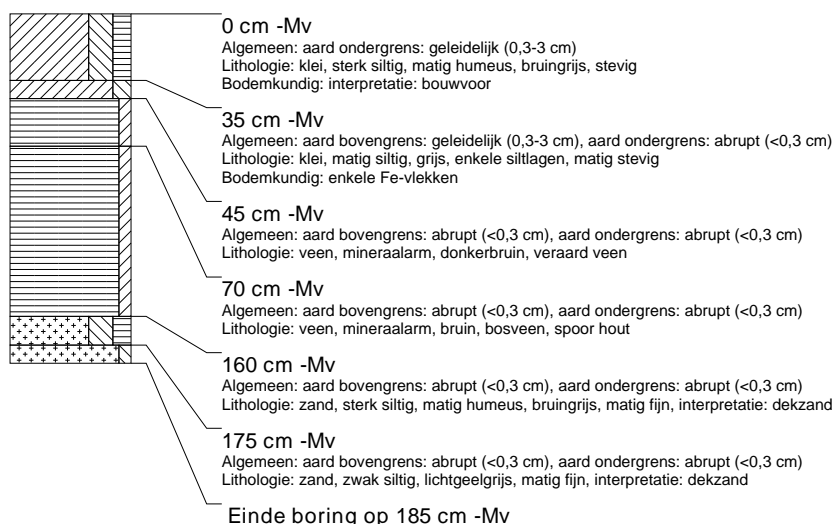 0 cm -Mv
Algemeen: aard ondergrens: geleidelijk (0,3-3 cm)
Lithologie: klei, sterk siltig, matig humeus, bruingrijs, stevig
Bodemkundig: interpretatie: bouwvoor
35 cm -Mv
Algemeen: aard bovengrens: geleidelijk (0,3-3 cm), aard ondergrens: abrupt (<0,3 cm)
Lithologie: klei, matig siltig, grijs, enkele siltlagen, matig stevig
Bodemkundig: enkele Fe-vlekken
45 cm -Mv
Algemeen: aard bovengrens: abrupt (<0,3 cm), aard ondergrens: abrupt (<0,3 cm)
Lithologie: veen, mineraalarm, donkerbruin, veraard veen
70 cm -Mv
Algemeen: aard bovengrens: abrupt (<0,3 cm), aard ondergrens: abrupt (<0,3 cm)
Lithologie: veen, mineraalarm, bruin, bosveen, spoor hout
160 cm -Mv
Algemeen: aard bovengrens: abrupt (<0,3 cm), aard ondergrens: abrupt (<0,3 cm)
Lithologie: zand, sterk siltig, matig humeus, bruingrijs, matig fijn, interpretatie: dekzand
175 cm -Mv
Algemeen: aard bovengrens: abrupt (<0,3 cm), aard ondergrens: abrupt (<0,3 cm)
Lithologie: zand, zwak siltig, lichtgeelgrijs, matig fijn, interpretatie: dekzand
Einde boring op 185 cm -Mv